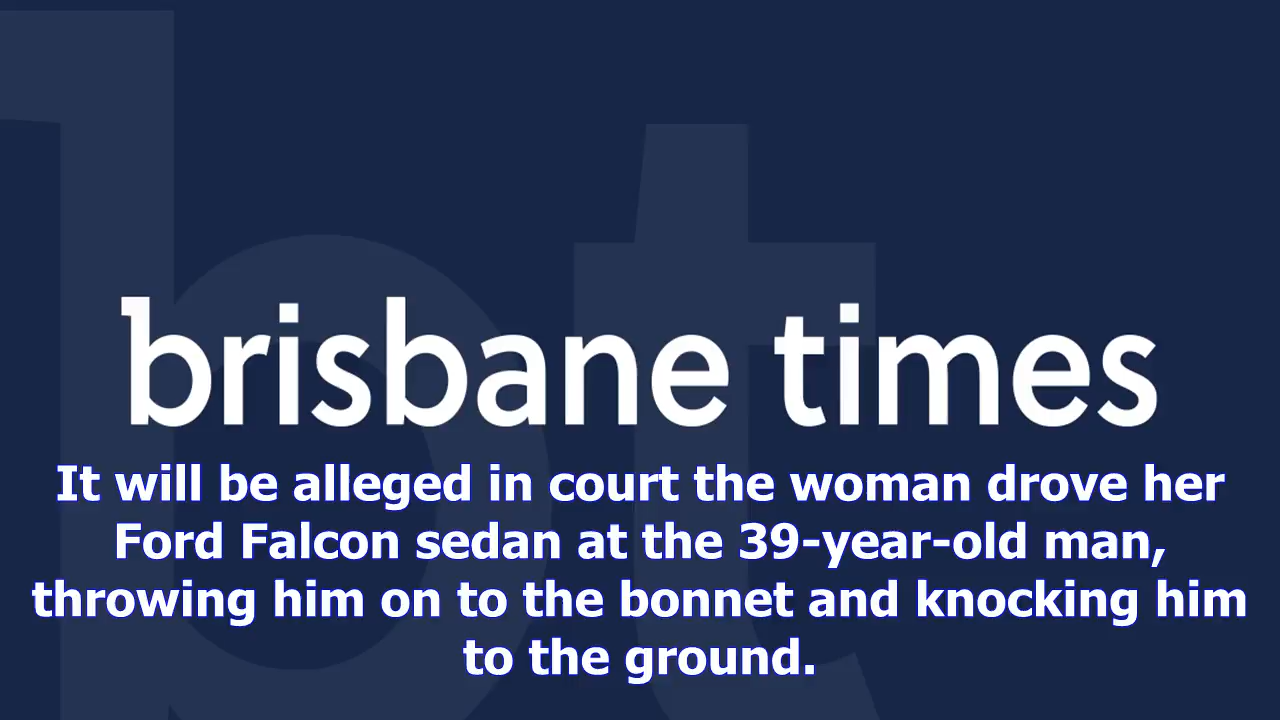 brisbane times
It will be alleged in court the woman drove her
Ford Falcon sedan at the 39-year-old man,
throwing him on to the bonnet and knocking him
to the ground.